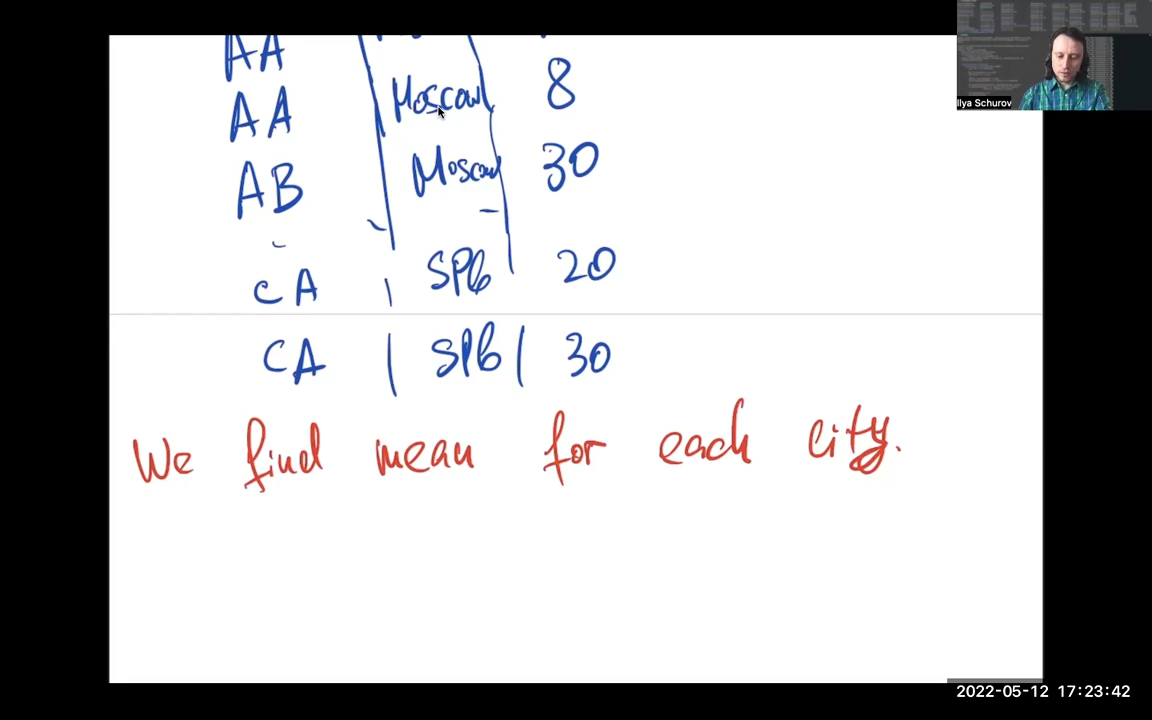 AA
AA | Moscow | 8
AB Moscow 30
CA | SPb 20
CA | SPb | 30
We find mean for each city.
Ilya Schurov
2022-05-12 17:23:42